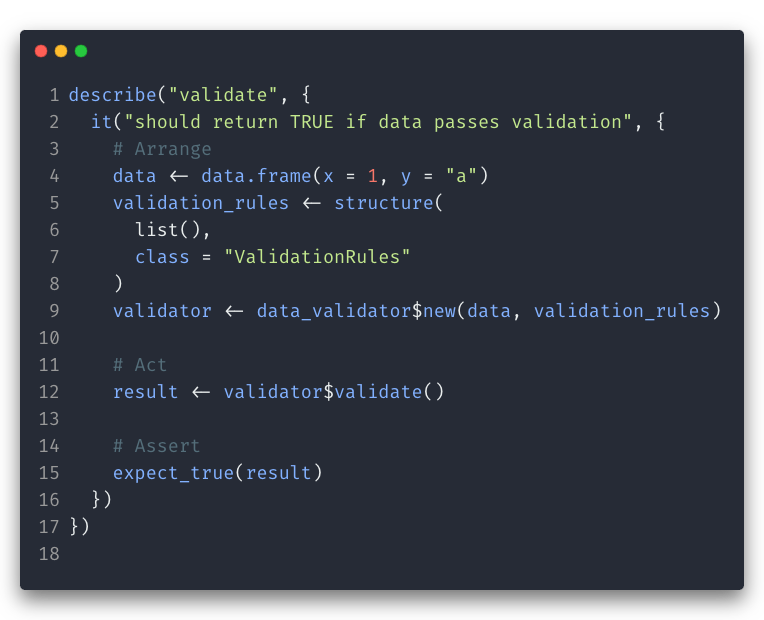 1 describe("validate", {
2   it("should return TRUE if data passes validation", {
3     # Arrange
4     data <- data.frame(x = 1, y = "a")
5     validation_rules <- structure(
6       list(),
7       class = "ValidationRules"
8     )
9     validator <- data_validator$new(data, validation_rules)
10
11     # Act
12     result <- validator$validate()
13
14     # Assert
15     expect_true(result)
16   })
17 })
18